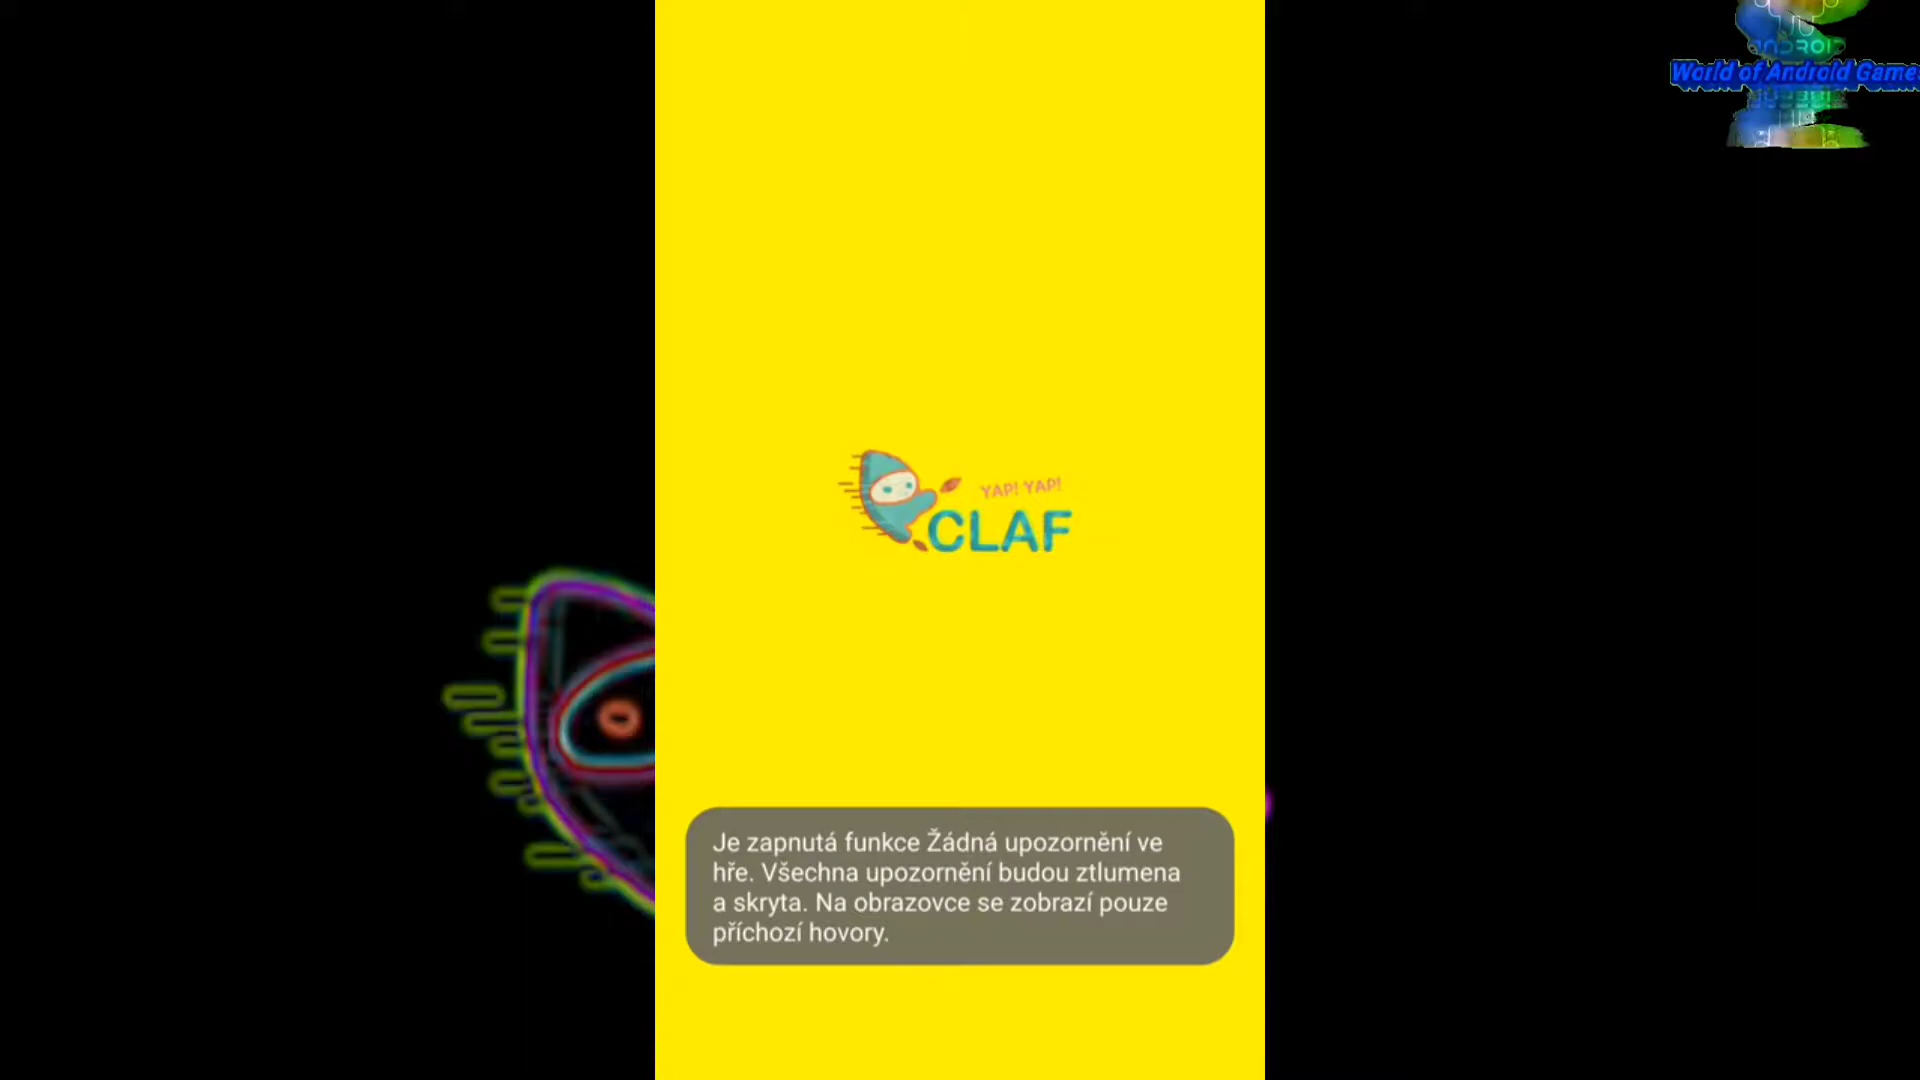 ANDROID
World of Android Games
YAP! YAP!
CLAF
Je zapnutá funkce Žádná upozornění ve
hře. Všechna upozornění budou ztlumena
a skryta. Na obrazovce se zobrazí pouze
příchozí hovory.